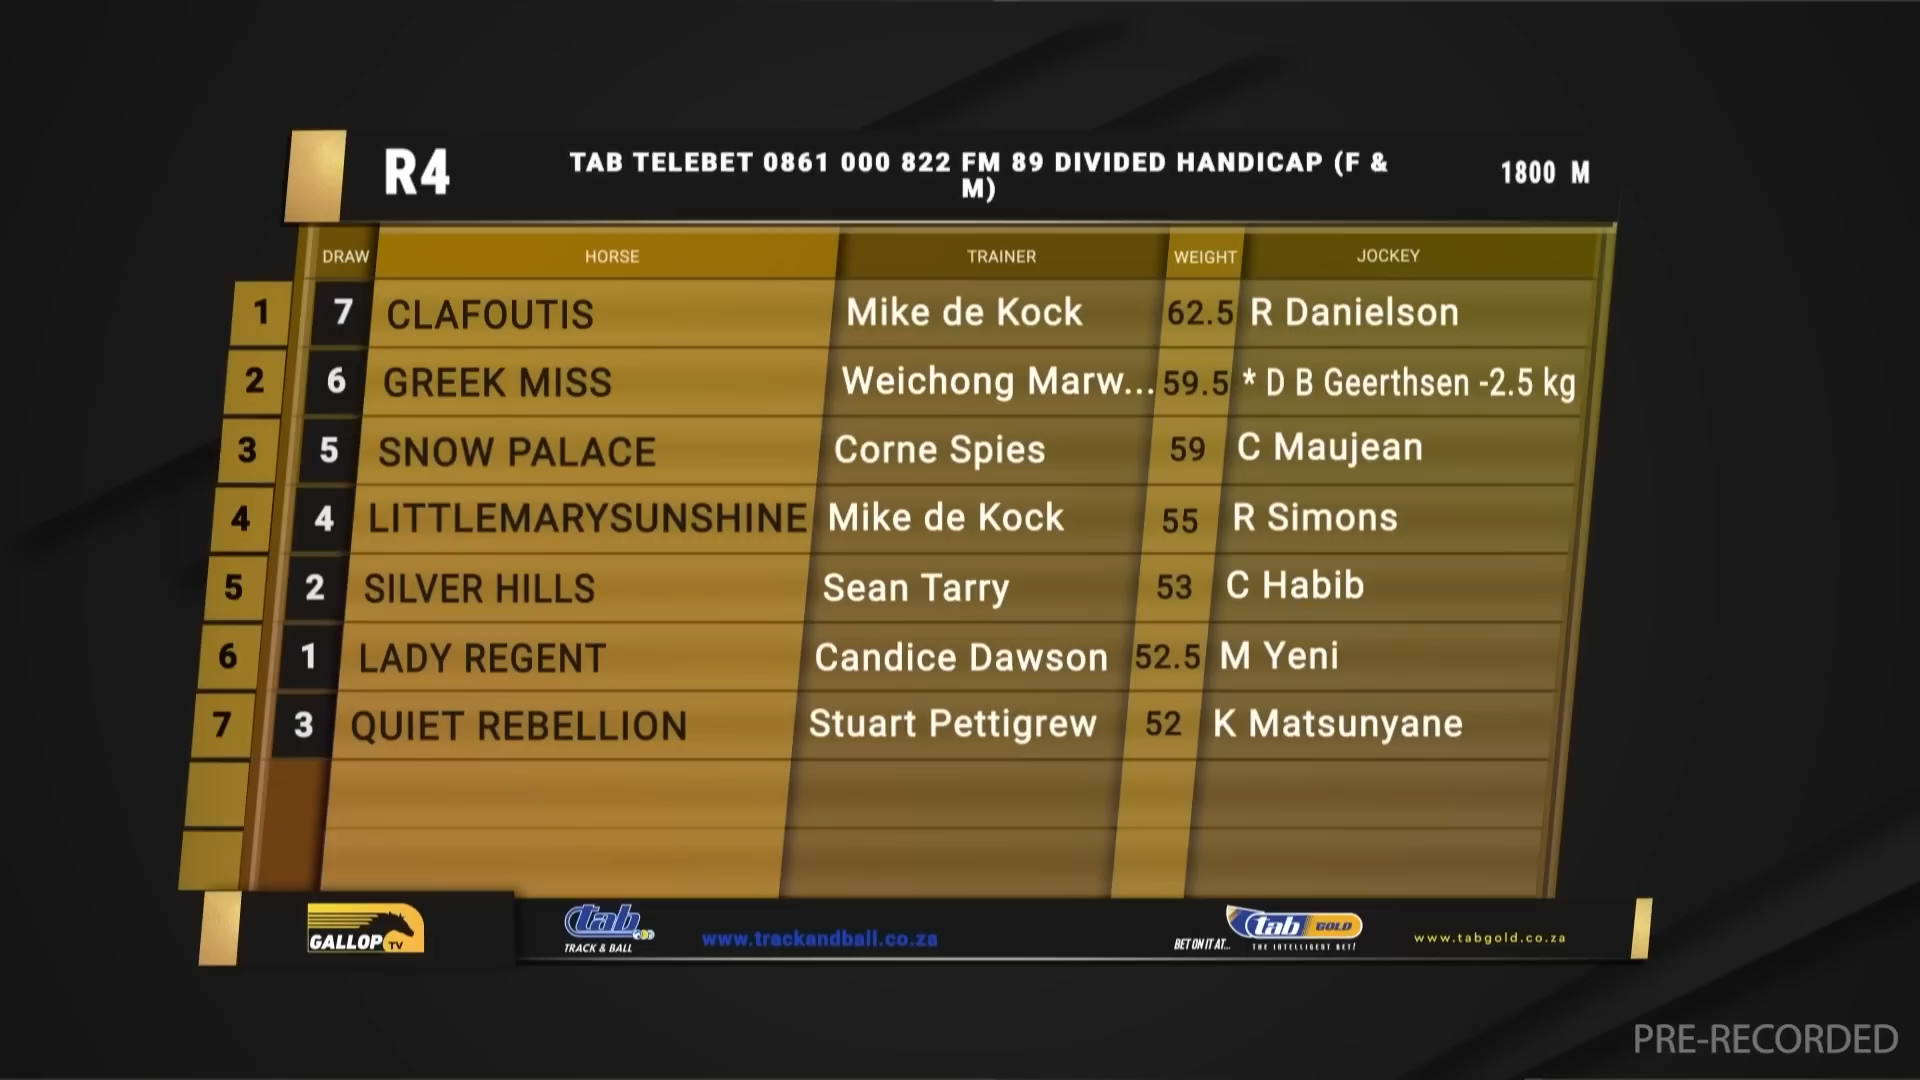 R4
TAB TELEBET 0861 000 822 FM 89 DIVIDED HANDICAP (F &
M)
1800 M
DRAW HORSE TRAINER WEIGHT JOCKEY
1 7 CLAFOUTIS Mike de Kock 62.5 R Danielson
2 6 GREEK MISS Weichong Marw... 59.5 * D B Geerthsen -2.5 kg
3 5 SNOW PALACE Corne Spies 59 C Maujean
4 4 LITTLEMARYSUNSHINE Mike de Kock 55 R Simons
5 2 SILVER HILLS Sean Tarry 53 C Habib
6 1 LADY REGENT Candice Dawson 52.5 M Yeni
7 3 QUIET REBELLION Stuart Pettigrew 52 K Matsunyane
GALLOP TV
tab
TRACK & BALL
www.trackandball.co.za
BET ON IT AT...
tab GOLD
THE INTELLIGENT BET!
www.tabgold.co.za
PRE-RECORDED